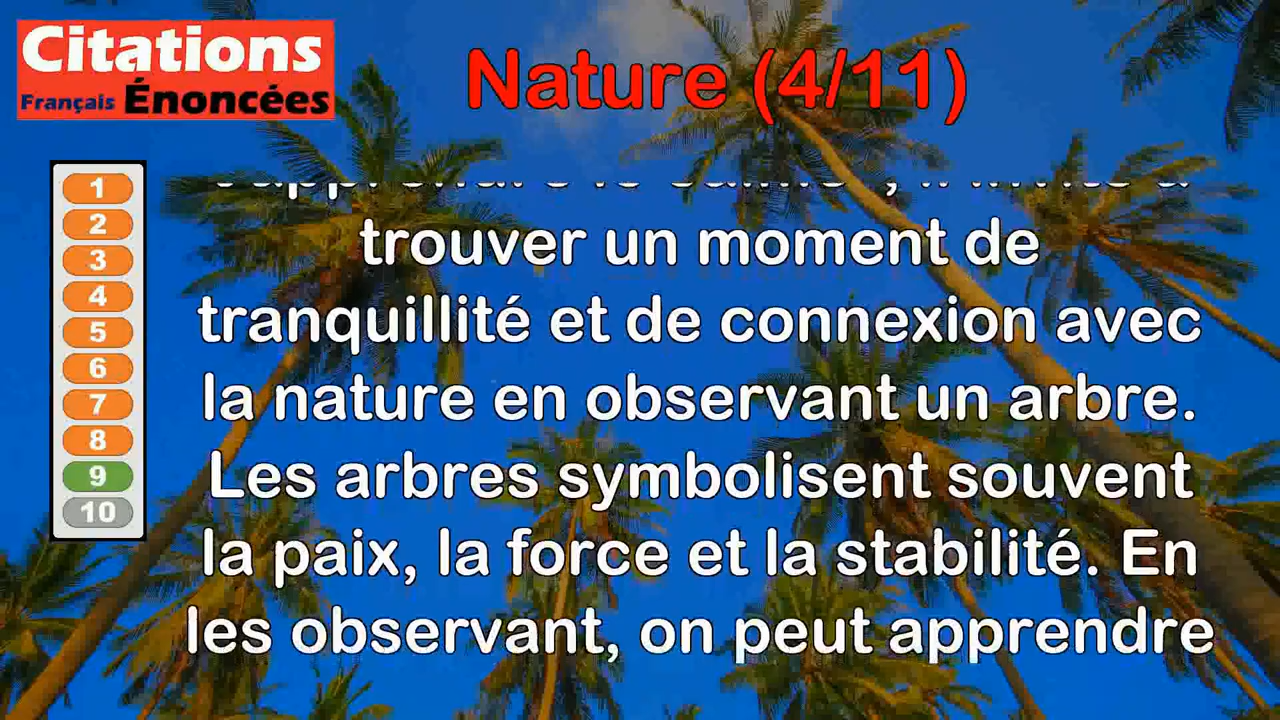 Citations
Français Énoncées
Nature (4/11)
1
2
3
4
5
6
7
8
9
10
trouver un moment de
tranquillité et de connexion avec
la nature en observant un arbre.
Les arbres symbolisent souvent
la paix, la force et la stabilité. En
les observant, on peut apprendre